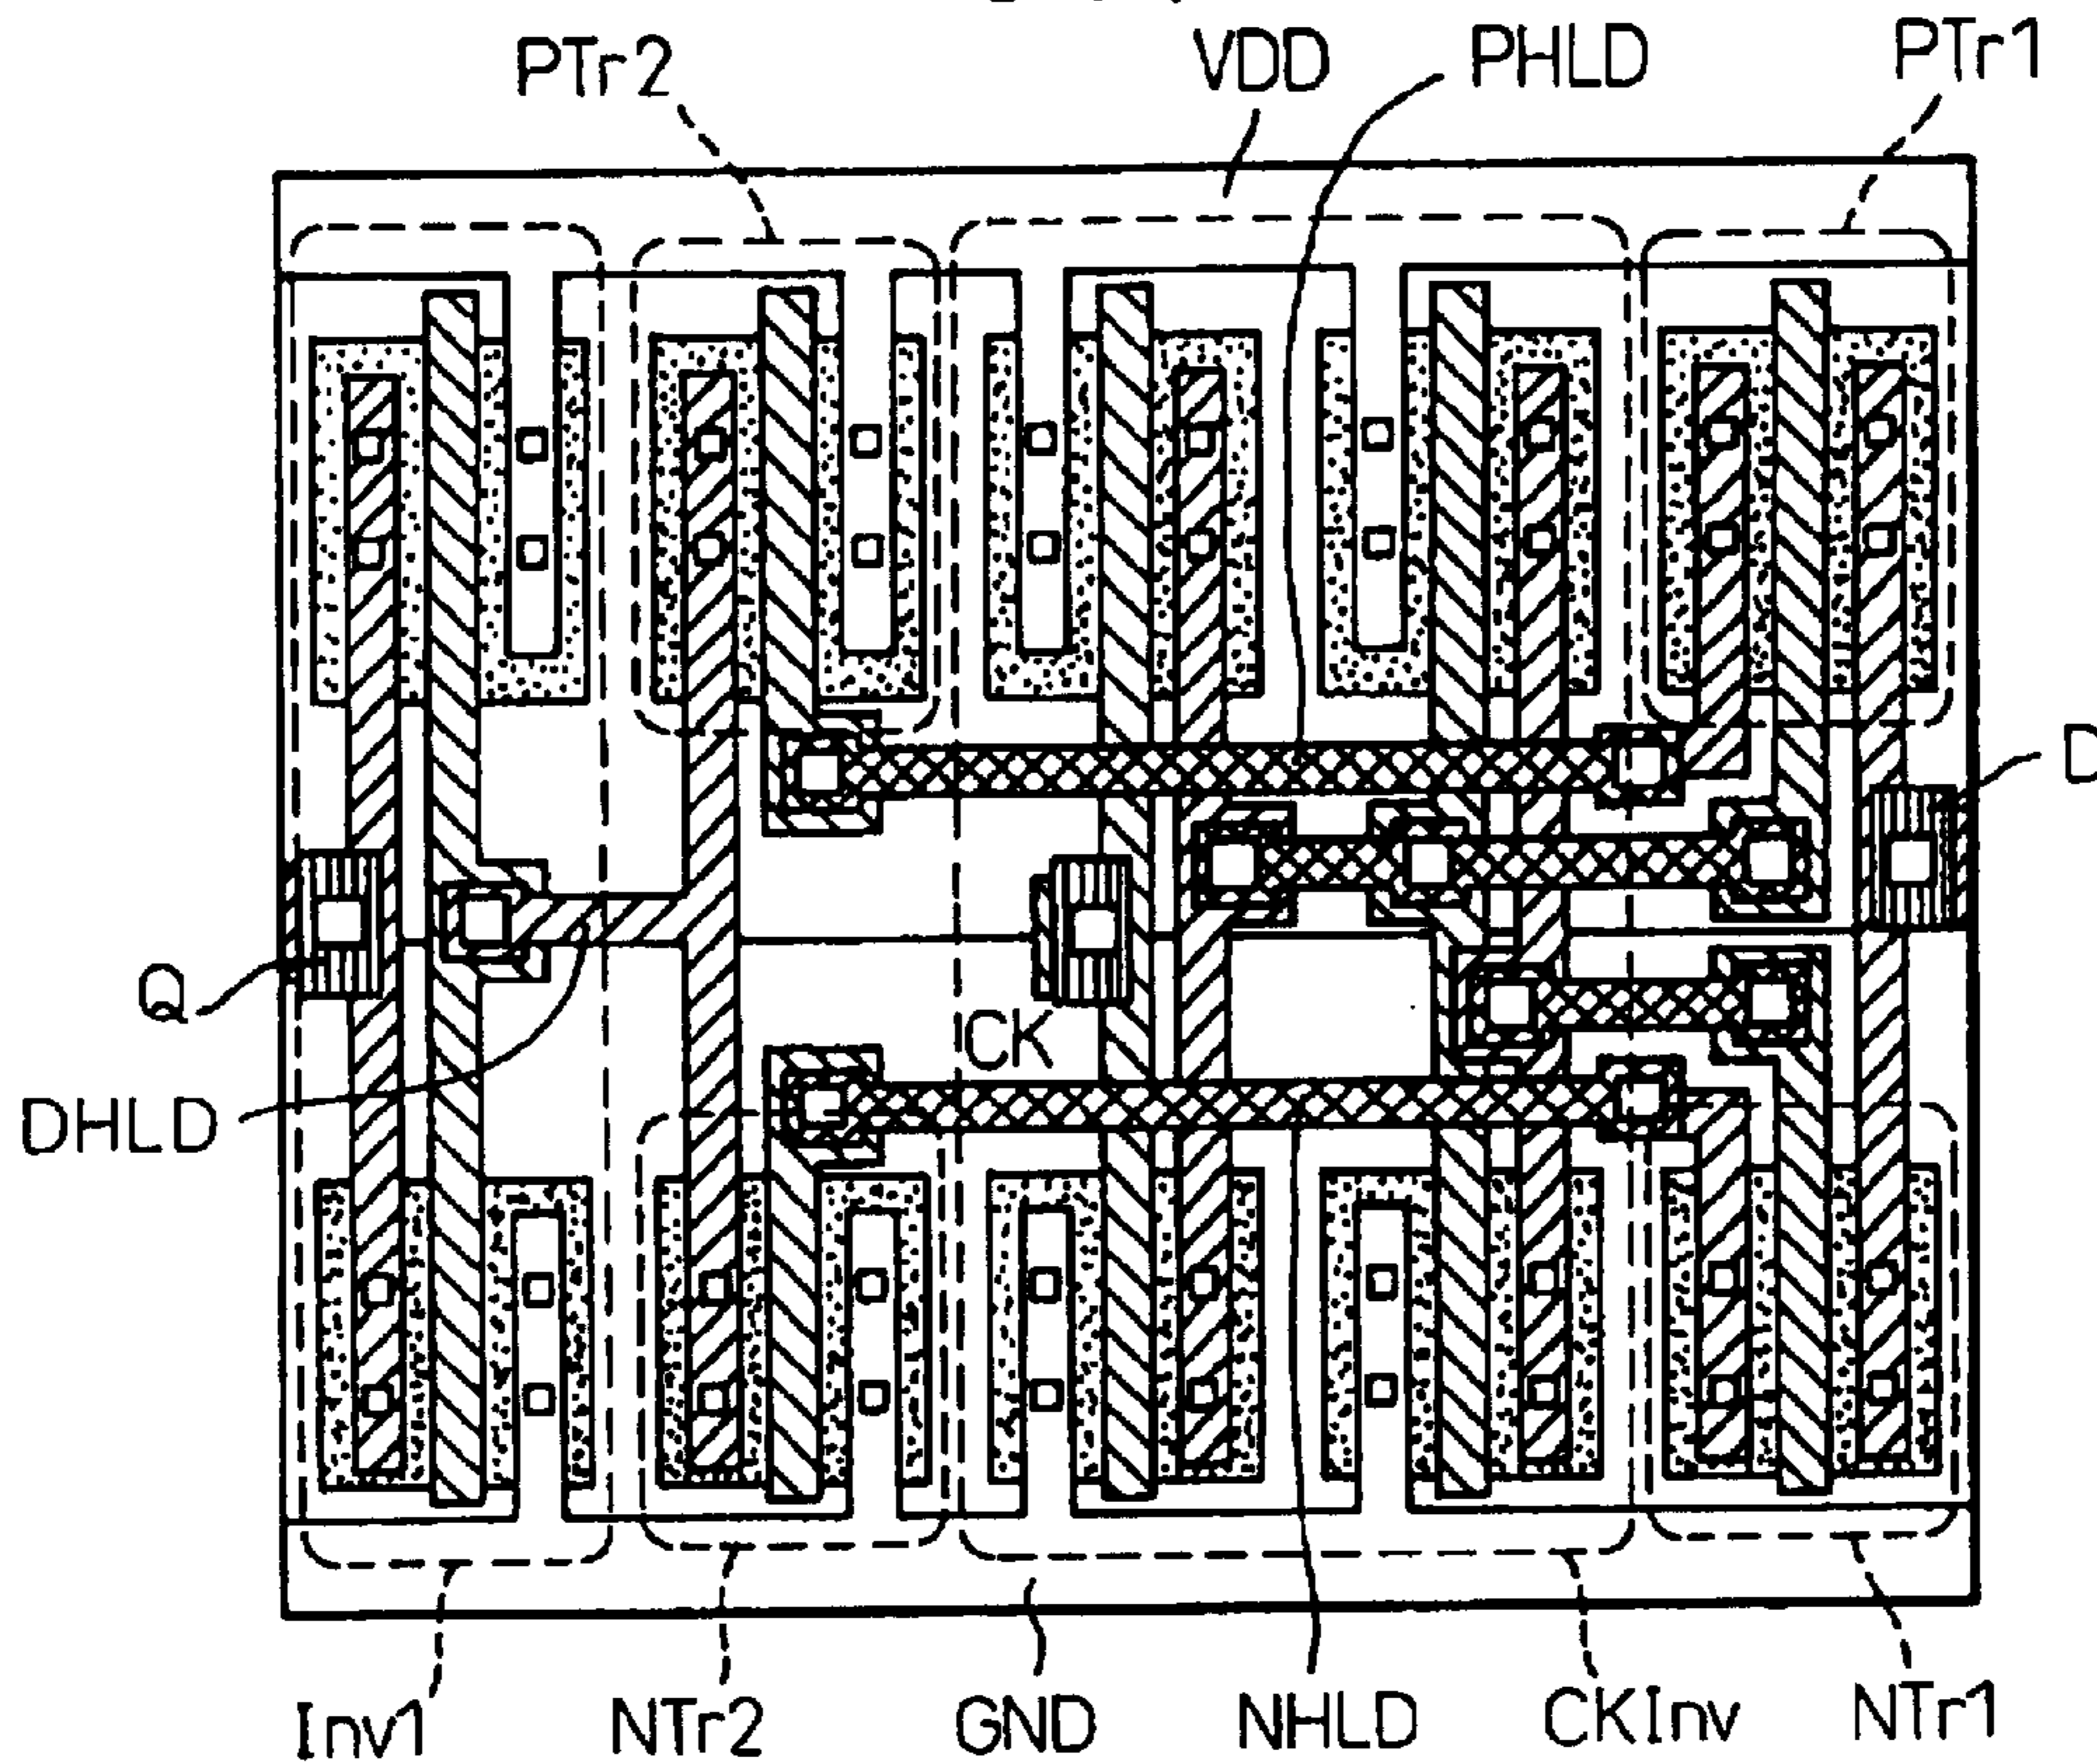 PTr2
VDD
PHLD
PTr1
D
Q
CK
DHLD
Inv1
NTr2
GND
NHLD
CKInv
NTr1